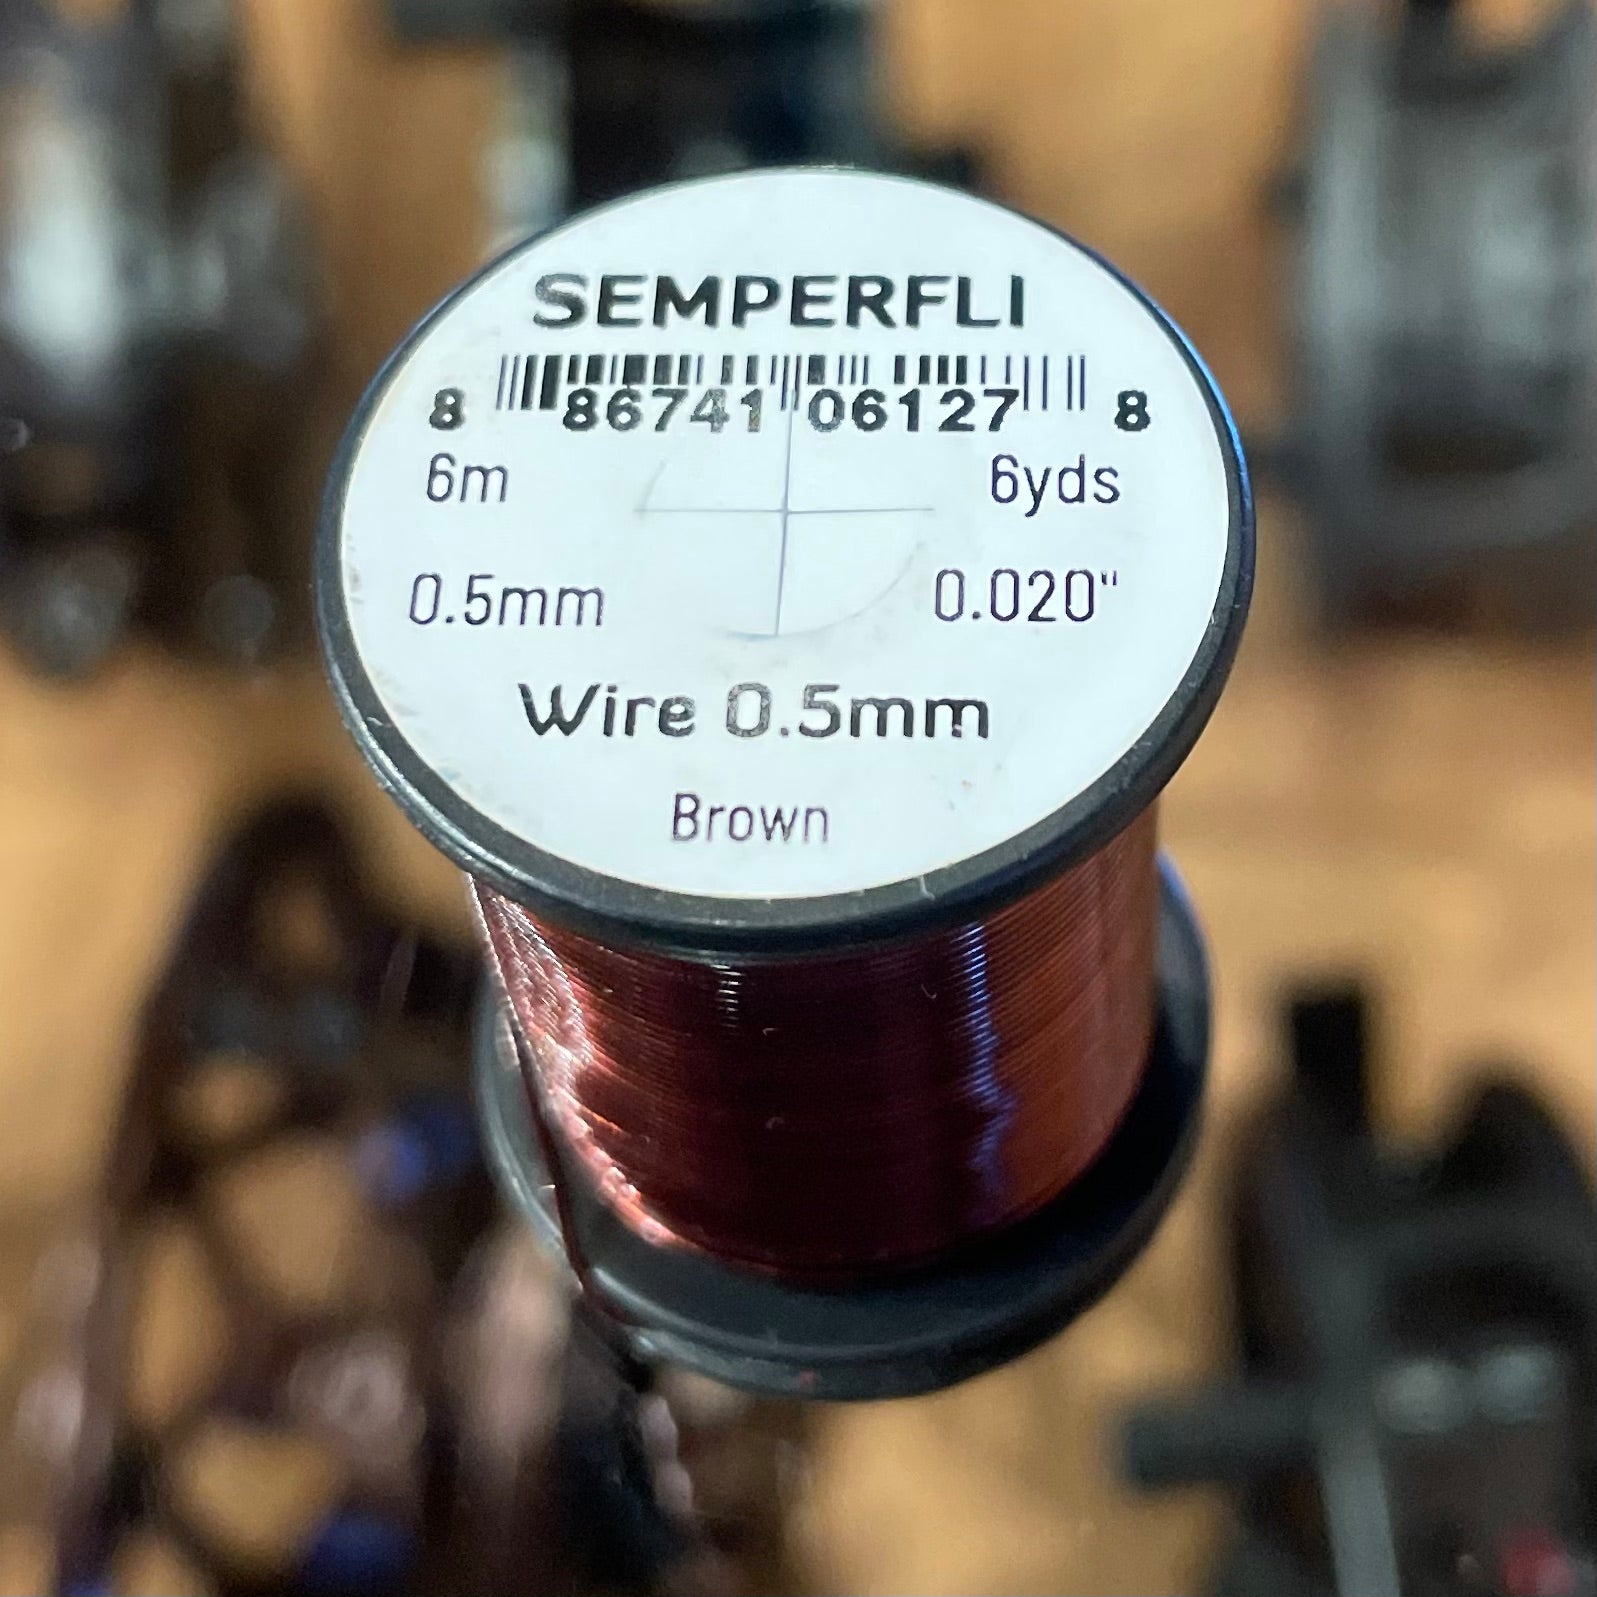 SEMPERFLI
8 86741 06127 8
6m 6yds
0.5mm 0.020"
Wire 0.5mm
Brown